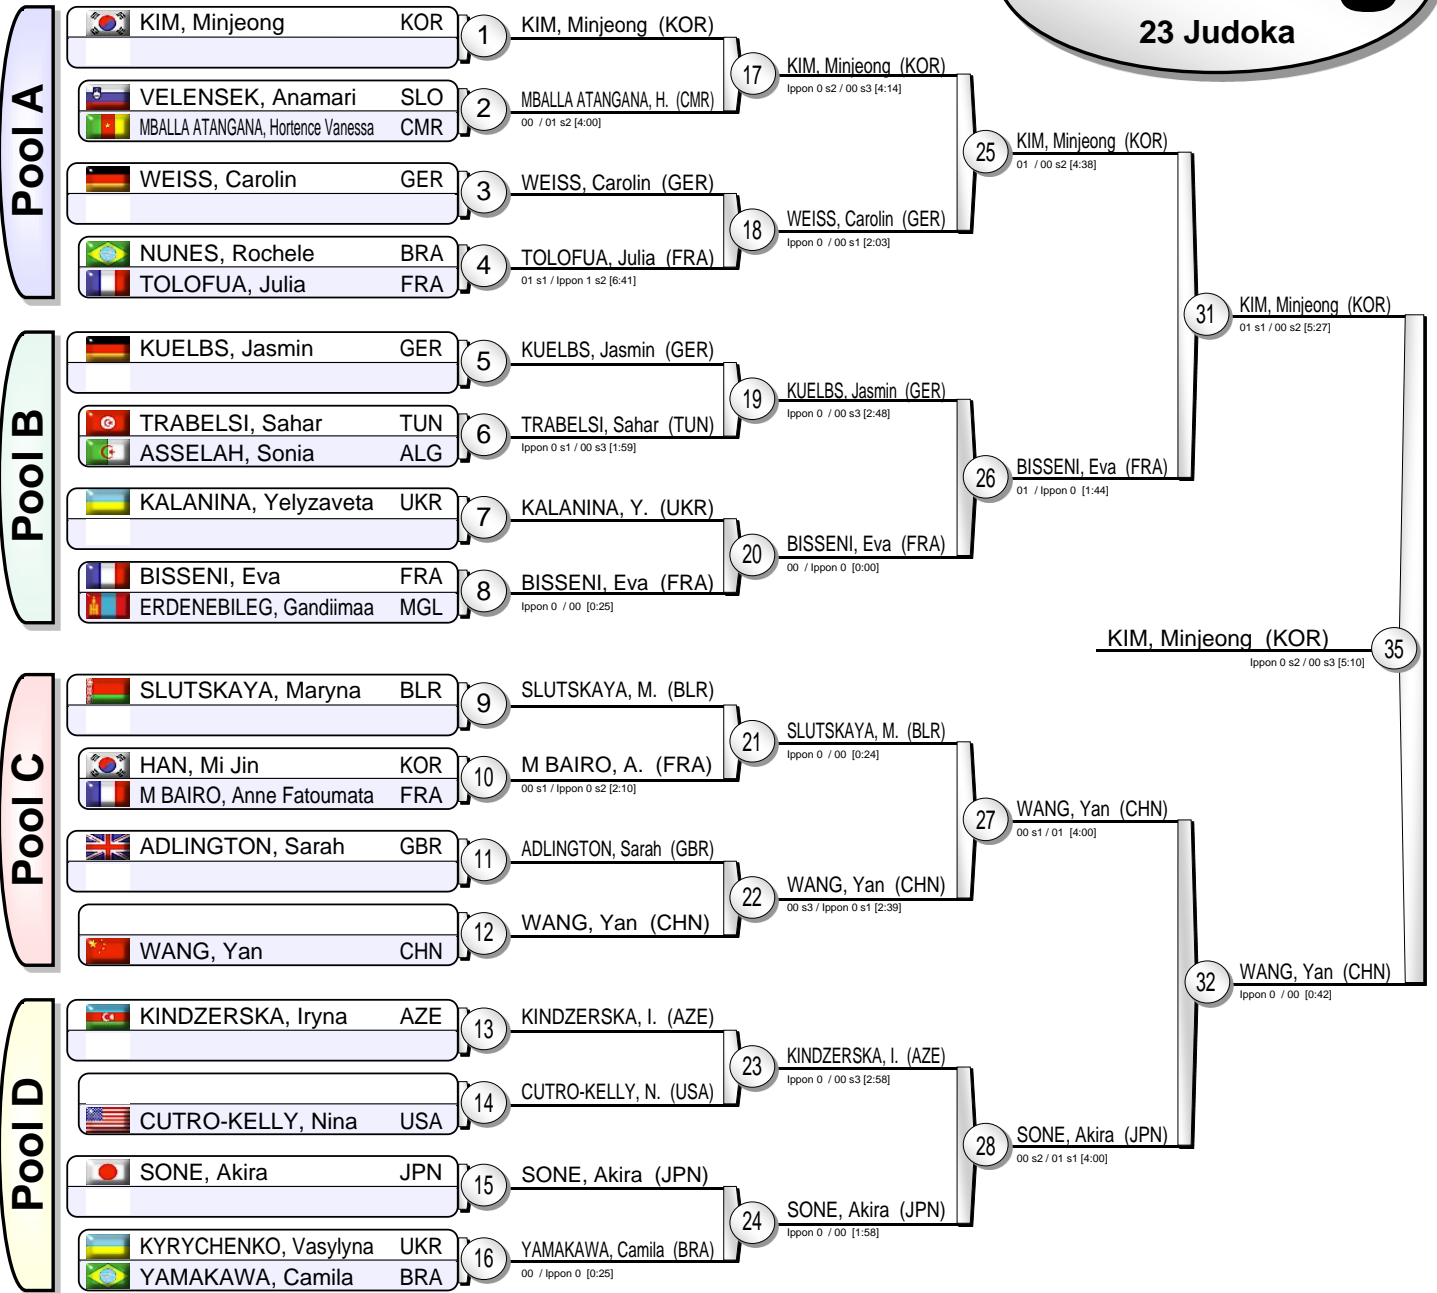 23 Judoka
Pool A
KIM, Minjeong KOR
VELENSEK, Anamari SLO
MBALLA ATANGANA, Hortence Vanessa CMR
WEISS, Carolin GER
NUNES, Rochele BRA
TOLOFUA, Julia FRA
Pool B
KUELBS, Jasmin GER
TRABELSI, Sahar TUN
ASSELAH, Sonia ALG
KALANINA, Yelyzaveta UKR
BISSENI, Eva FRA
ERDENEBILEG, Gandiimaa MGL
Pool C
SLUTSKAYA, Maryna BLR
HAN, Mi Jin KOR
M BAIRO, Anne Fatoumata FRA
ADLINGTON, Sarah GBR
WANG, Yan CHN
Pool D
KINDZERSKA, Iryna AZE
CUTRO-KELLY, Nina USA
SONE, Akira JPN
KYRYCHENKO, Vasylyna UKR
YAMAKAWA, Camila BRA
1
KIM, Minjeong (KOR)
2
MBALLA ATANGANA, H. (CMR)
00 / 01 s2 [4:00]
3
WEISS, Carolin (GER)
4
TOLOFUA, Julia (FRA)
01 s1 / Ippon 1 s2 [6:41]
5
KUELBS, Jasmin (GER)
6
TRABELSI, Sahar (TUN)
Ippon 0 s1 / 00 s3 [1:59]
7
KALANINA, Y. (UKR)
8
BISSENI, Eva (FRA)
Ippon 0 / 00 [0:25]
9
SLUTSKAYA, M. (BLR)
10
M BAIRO, A. (FRA)
00 s1 / Ippon 0 s2 [2:10]
11
ADLINGTON, Sarah (GBR)
12
WANG, Yan (CHN)
13
KINDZERSKA, I. (AZE)
14
CUTRO-KELLY, N. (USA)
15
SONE, Akira (JPN)
16
YAMAKAWA, Camila (BRA)
00 / Ippon 0 [0:25]
17
KIM, Minjeong (KOR)
Ippon 0 s2 / 00 s3 [4:14]
18
WEISS, Carolin (GER)
Ippon 0 / 00 s1 [2:03]
19
KUELBS, Jasmin (GER)
Ippon 0 / 00 s3 [2:48]
20
BISSENI, Eva (FRA)
00 / Ippon 0 [0:00]
21
SLUTSKAYA, M. (BLR)
Ippon 0 / 00 [0:24]
22
WANG, Yan (CHN)
00 s3 / Ippon 0 s1 [2:39]
23
KINDZERSKA, I. (AZE)
Ippon 0 / 00 s3 [2:58]
24
SONE, Akira (JPN)
Ippon 0 / 00 [1:58]
25
KIM, Minjeong (KOR)
01 / 00 s2 [4:38]
26
BISSENI, Eva (FRA)
01 / Ippon 0 [1:44]
27
WANG, Yan (CHN)
00 s1 / 01 [4:00]
28
SONE, Akira (JPN)
00 s2 / 01 s1 [4:00]
31
KIM, Minjeong (KOR)
01 s1 / 00 s2 [5:27]
32
WANG, Yan (CHN)
Ippon 0 / 00 [0:42]
KIM, Minjeong (KOR)
35
Ippon 0 s2 / 00 s3 [5:10]